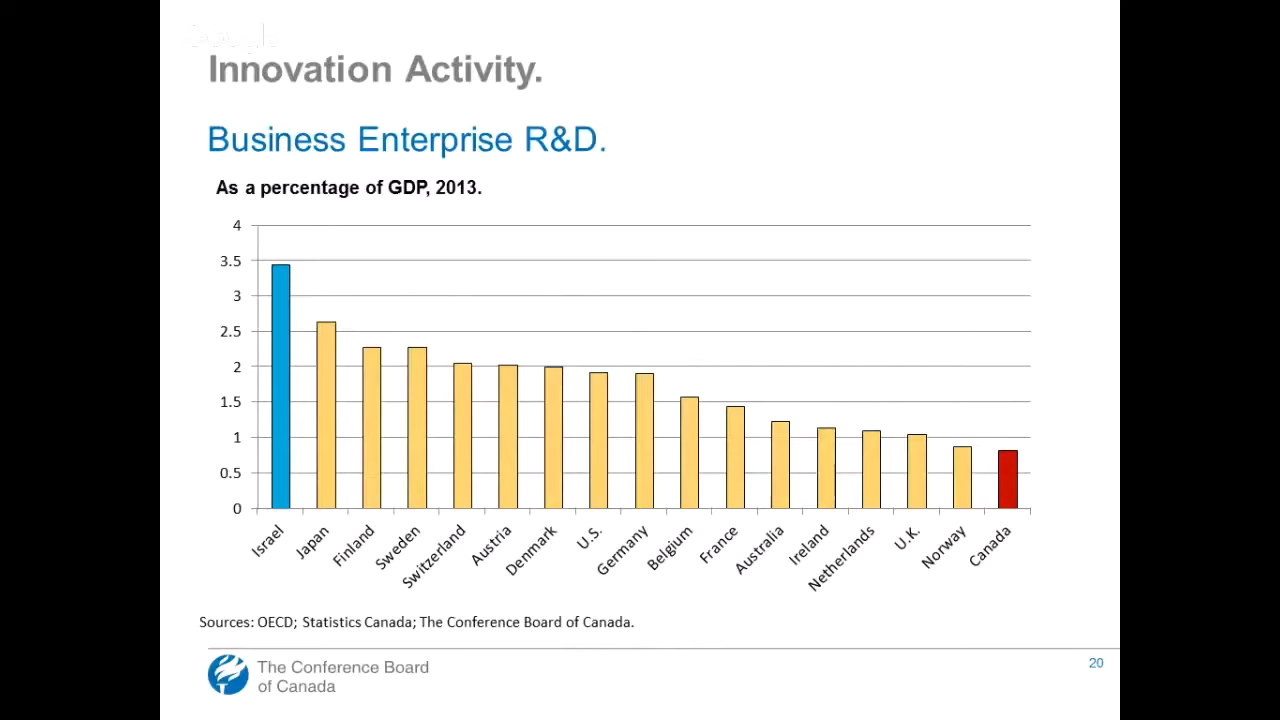 Google
Innovation Activity.
Business Enterprise R&D.
As a percentage of GDP, 2013.
4
3.5
3
2.5
2
1.5
1
0.5
0
Israel
Japan
Finland
Sweden
Switzerland
Austria
Denmark
U.S.
Germany
Belgium
France
Australia
Ireland
Netherlands
U.K.
Norway
Canada
Sources: OECD; Statistics Canada; The Conference Board of Canada.
The Conference Board
of Canada
20